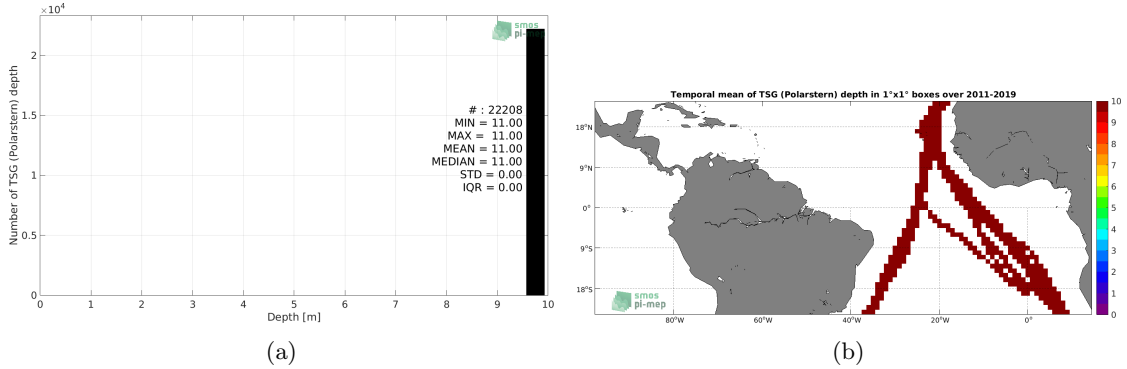 ×10⁴
smos
pi-mep
Number of TSG (Polarstern) depth
2
1.5
1
0.5
0
# : 22208
MIN = 11.00
MAX = 11.00
MEAN = 11.00
MEDIAN = 11.00
STD = 0.00
IQR = 0.00
0 1 2 3 4 5 6 7 8 9 10
Depth [m]
(a)
Temporal mean of TSG (Polarstern) depth in 1°x1° boxes over 2011-2019
18°N
9°N
0°
9°S
18°S
80°W 60°W 40°W 20°W 0°
smos
pi-mep
10
9
8
7
6
5
4
3
2
1
0
(b)